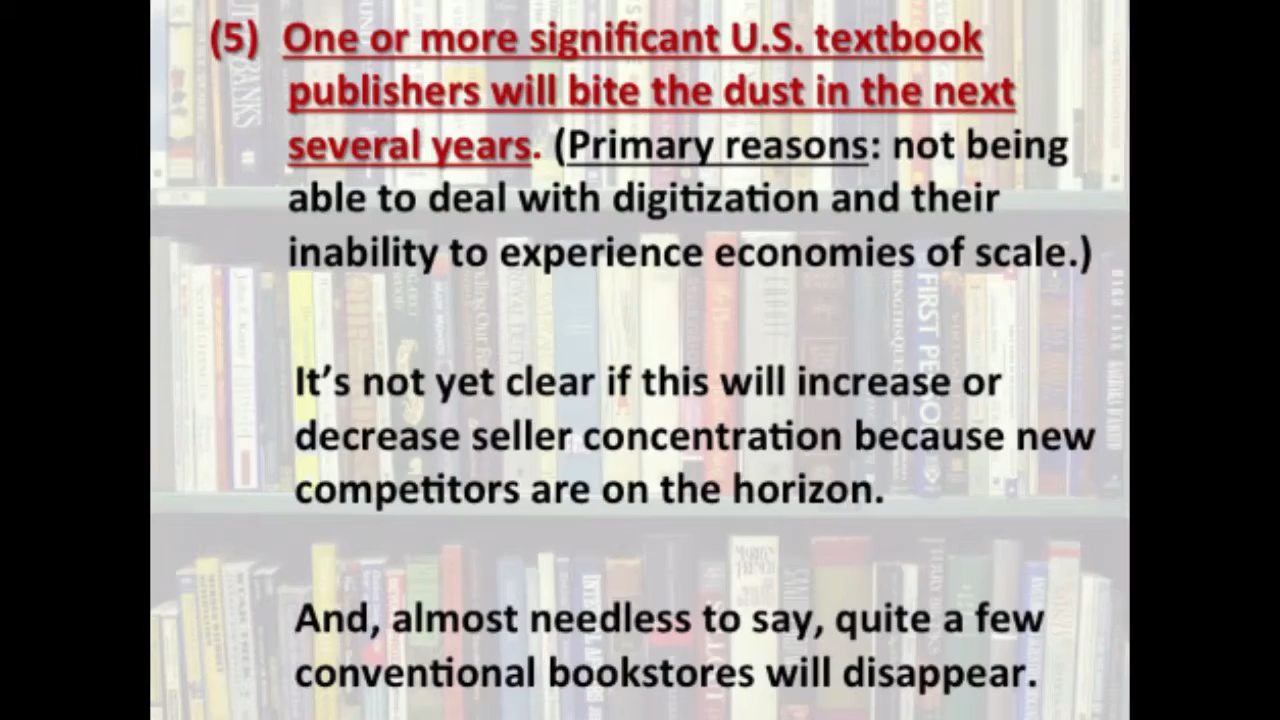 (5) One or more significant U.S. textbook
publishers will bite the dust in the next
several years. (Primary reasons: not being
able to deal with digitization and their
inability to experience economies of scale.)
It's not yet clear if this will increase or
decrease seller concentration because new
competitors are on the horizon.
And, almost needless to say, quite a few
conventional bookstores will disappear.